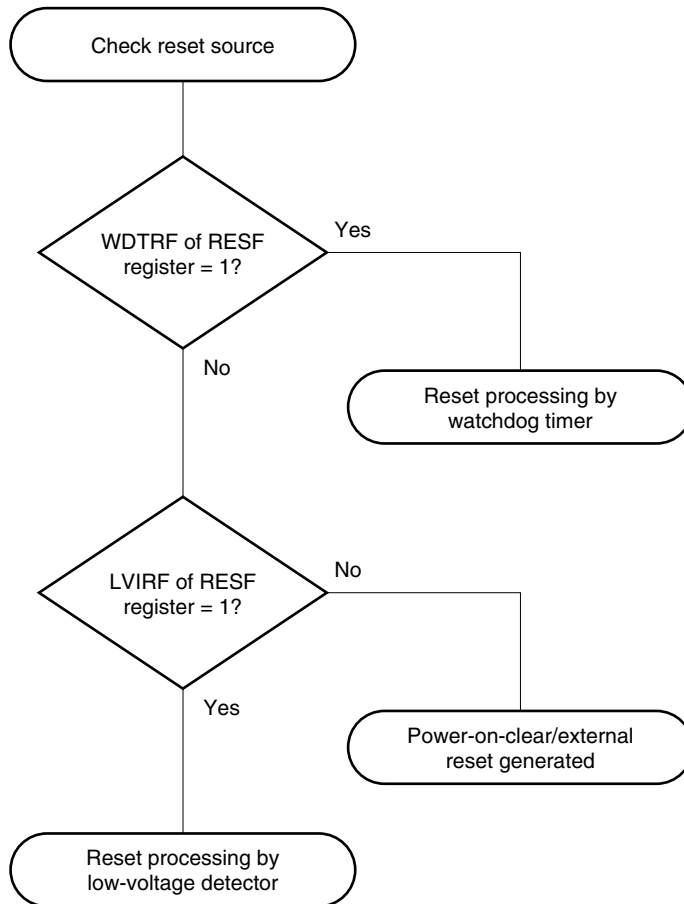 Check reset source
WDTRF of RESF
register = 1?
Yes
No
Reset processing by
watchdog timer
LVIRF of RESF
register = 1?
No
Yes
Power-on-clear/external
reset generated
Reset processing by
low-voltage detector